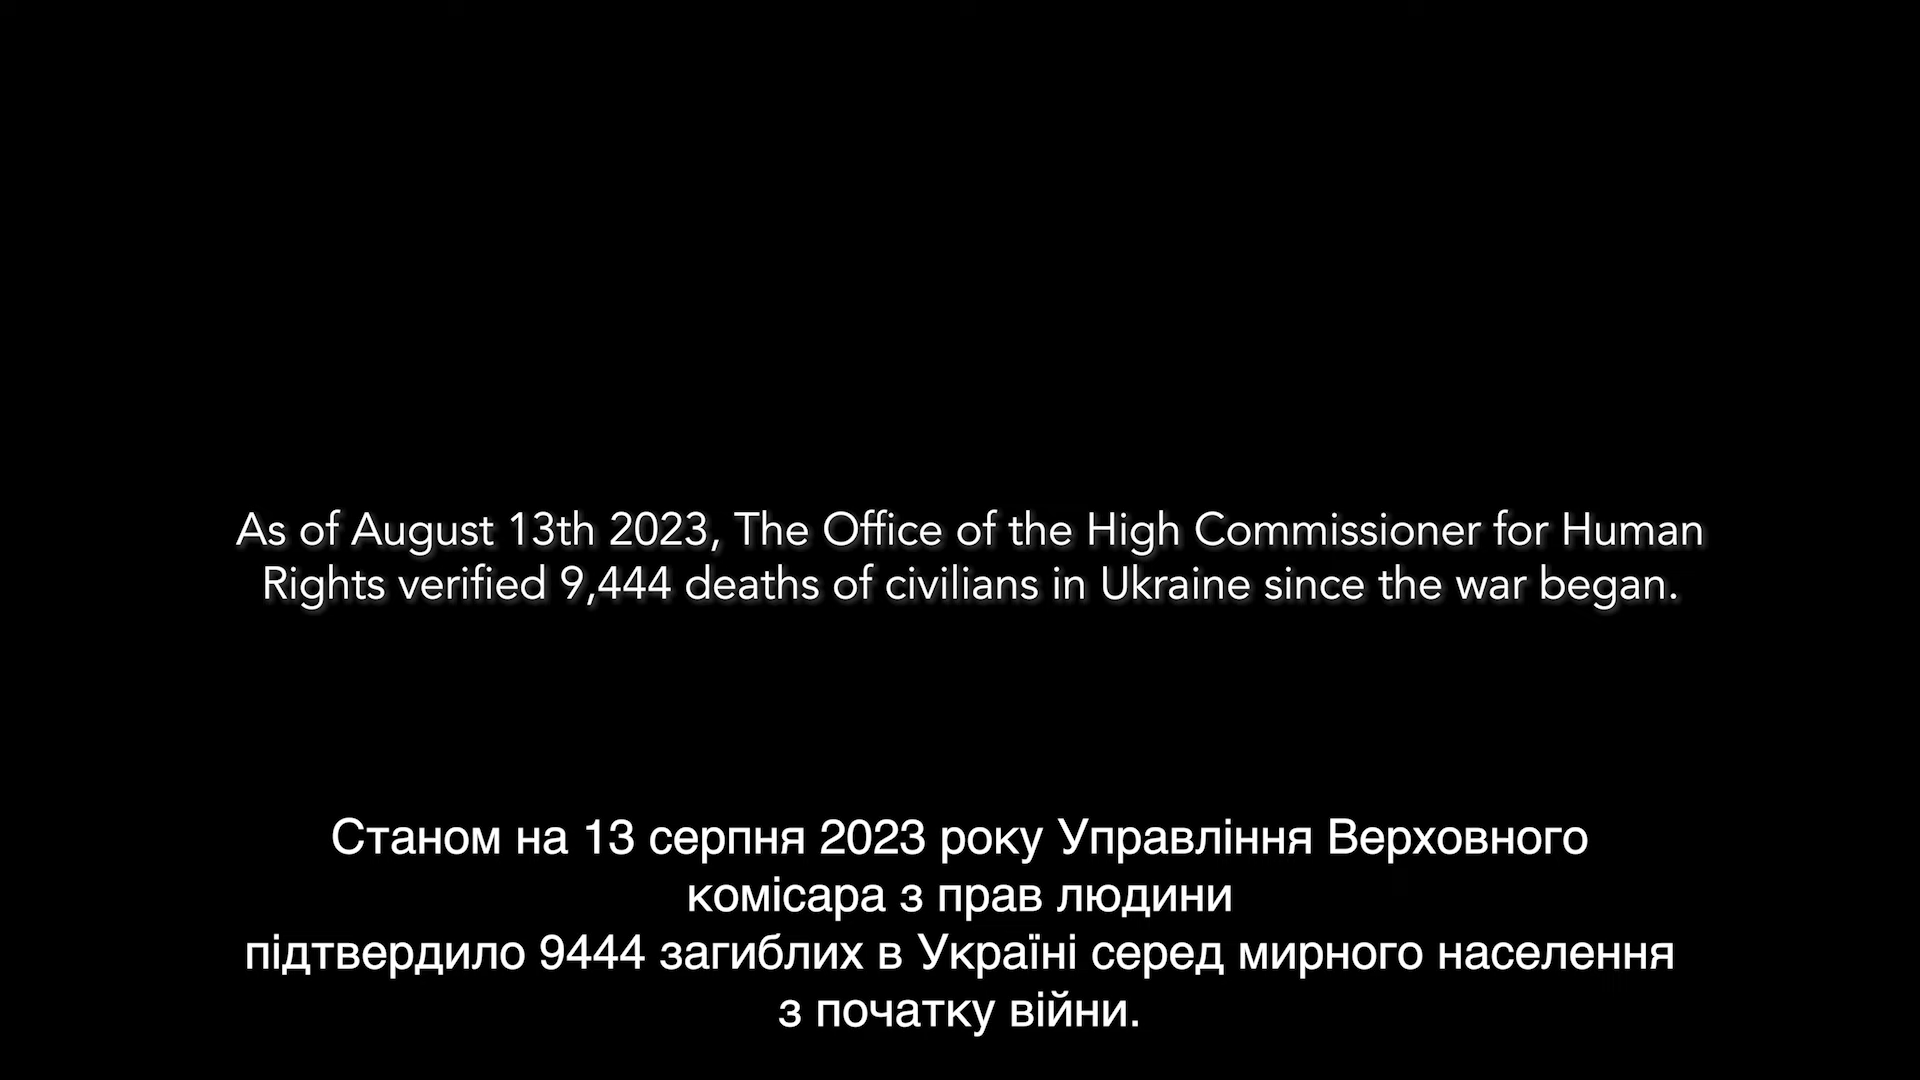 As of August 13th 2023, The Office of the High Commissioner for Human
Rights verified 9,444 deaths of civilians in Ukraine since the war began.
Станом на 13 серпня 2023 року Управління Верховного
комісара з прав людини
підтвердило 9444 загиблих в Україні серед мирного населення
з початку війни.